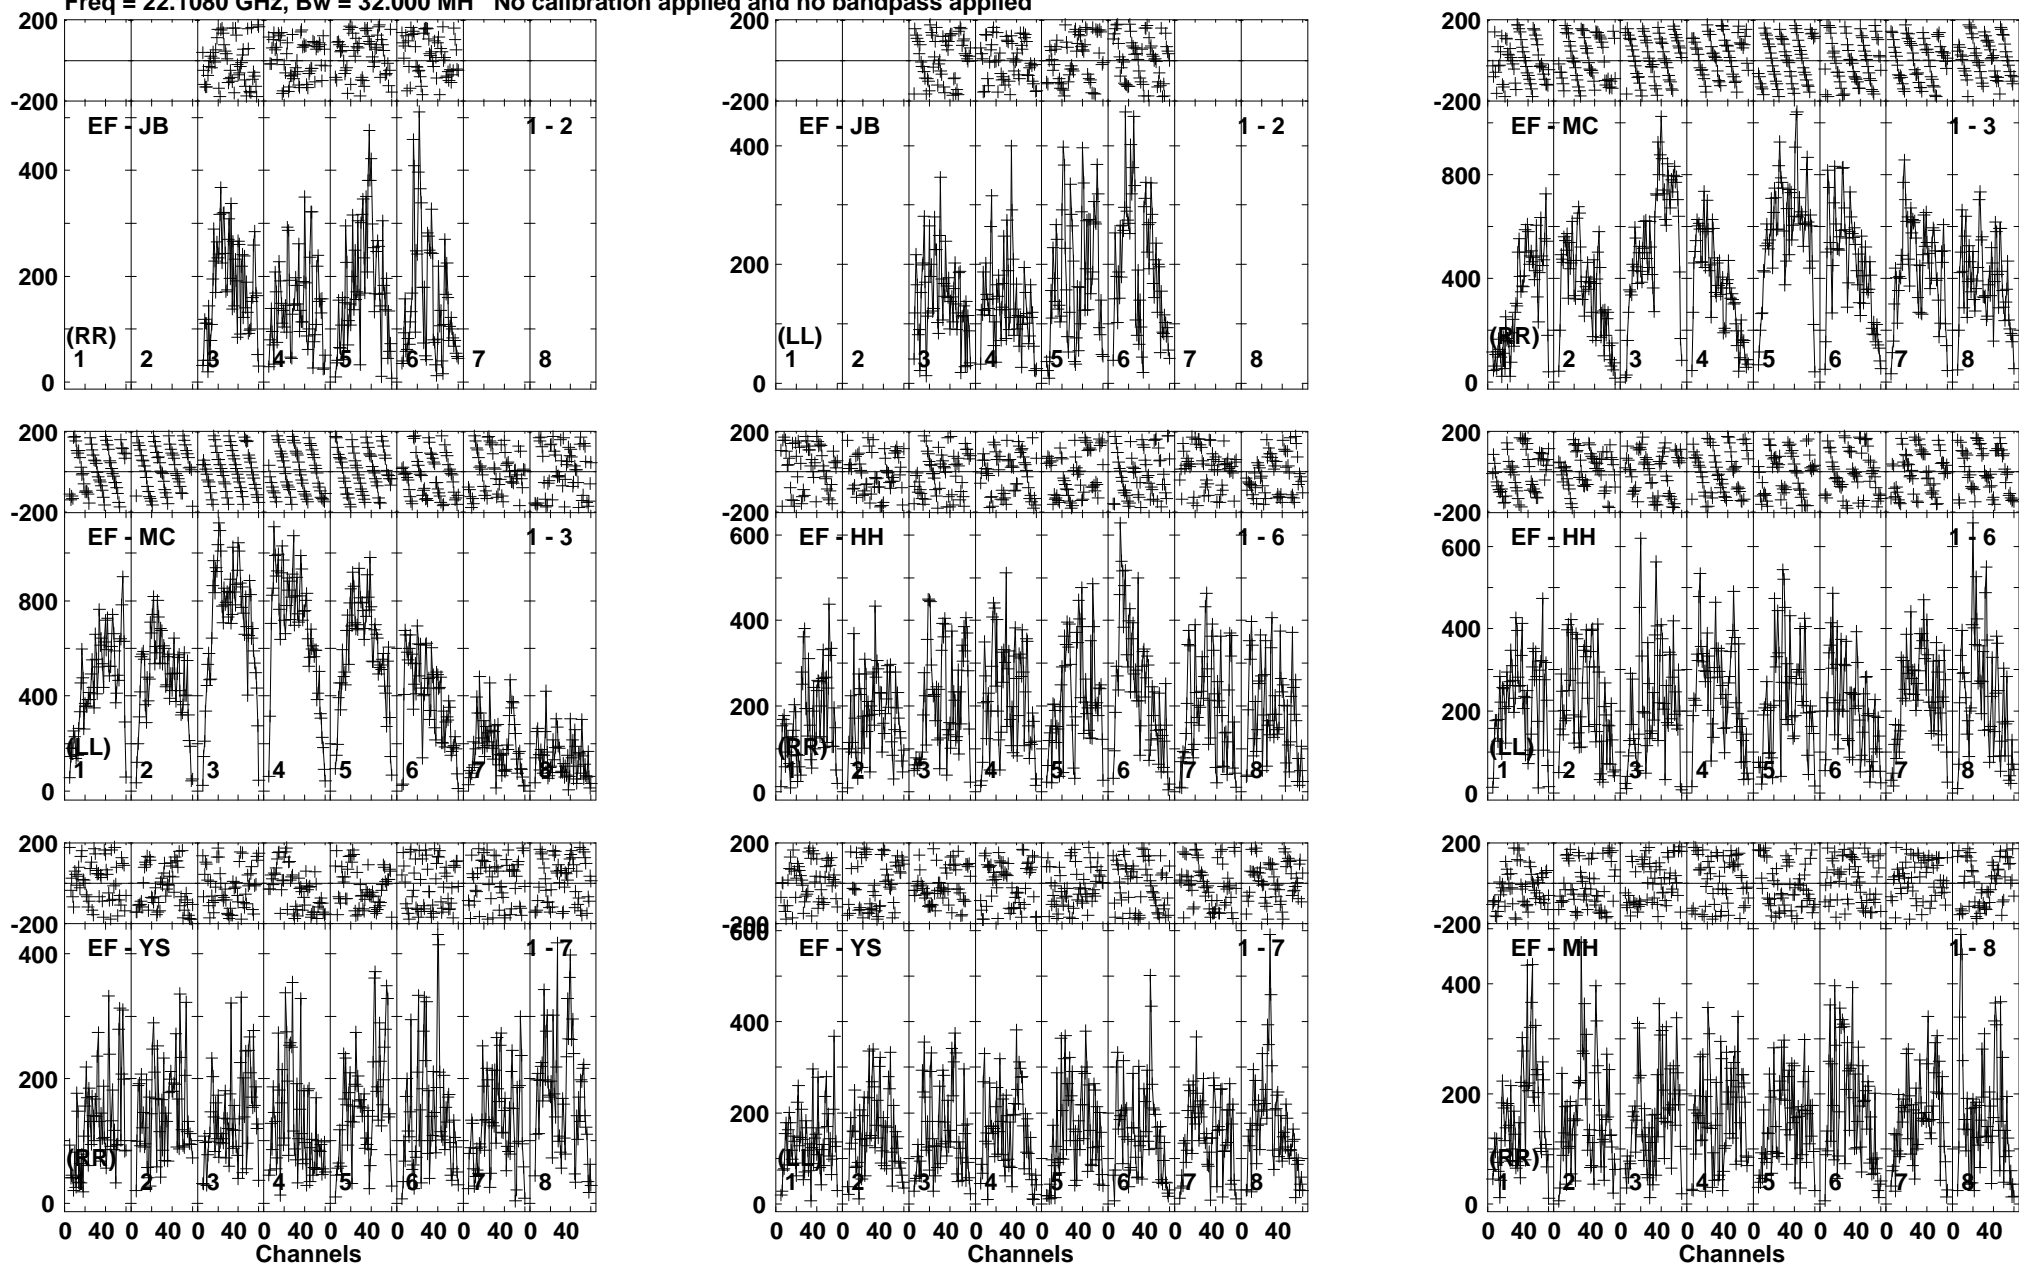 Freq = 22.1080 GHz, Bw = 32.000 MH No calibration applied and no bandpass applied
200 200 200
-200 -200 -200
EF - JB 1 - 2 EF - JB 1 - 2 EF - MC 1 - 3
400 400 800
200 200 400
(RR) (LL) (RR)
1 2 3 4 5 6 7 8 1 2 3 4 5 6 7 8 1 2 3 4 5 6 7 8
0 0 0
200 200 200
-200 -200 -200
EF - MC 1 - 3 EF - HH 1 - 6 EF - HH 1 - 6
600 600
800 400 400
400 200 200
(LL) (RR) (LL)
1 2 3 4 5 6 7 8 1 2 3 4 5 6 7 8 1 2 3 4 5 6 7 8
0 0 0
200 200 200
-200 -200 -200
600
EF - YS 1 - 7 EF - YS 1 - 7 EF - MH 1 - 8
400 400 400
200 200 200
(RR) (LL) (RR)
1 2 3 4 5 6 7 8 1 2 3 4 5 6 7 8 1 2 3 4 5 6 7 8
0 0 0
0 40 0 40 0 40 0 40 0 40 0 40 0 40 0 40 0 40 0 40 0 40 0 40 0 40 0 40 0 40 0 40 0 40 0 40 0 40 0 40 0 40 0 40 0 40 0 40
Channels Channels Channels